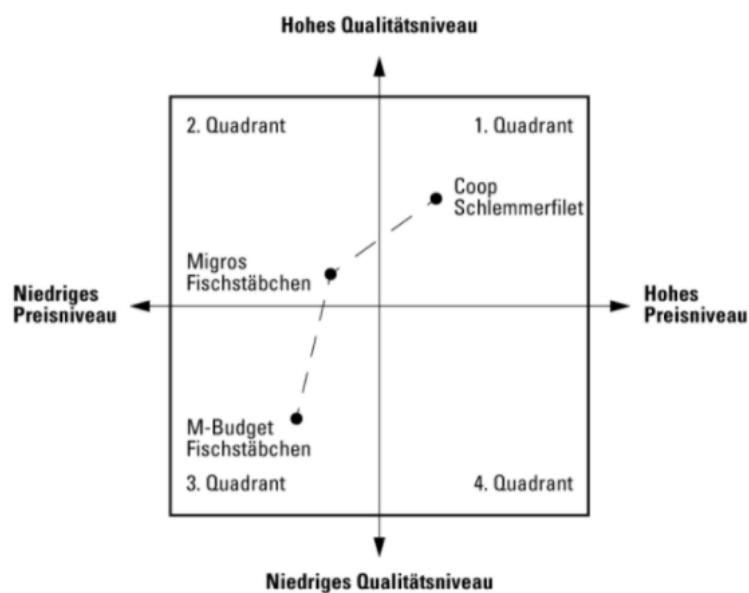 Hohes Qualitätsniveau
2. Quadrant
1. Quadrant
Coop
Schlemmerfilet
Migros
Fischstäbchen
Niedriges
Preisniveau
Hohes
Preisniveau
M-Budget
Fischstäbchen
3. Quadrant
4. Quadrant
Niedriges Qualitätsniveau